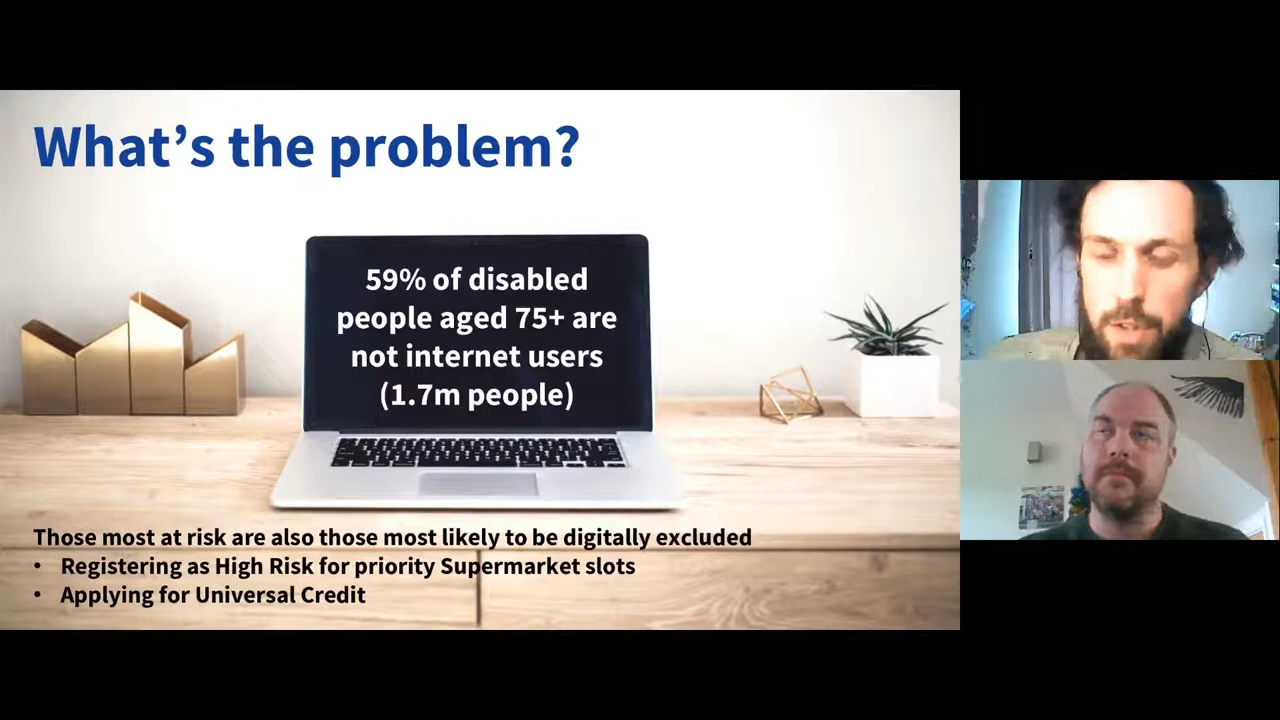 What’s the problem?
59% of disabled
people aged 75+ are
not internet users
(1.7m people)
Those most at risk are also those most likely to be digitally excluded
• Registering as High Risk for priority Supermarket slots
• Applying for Universal Credit